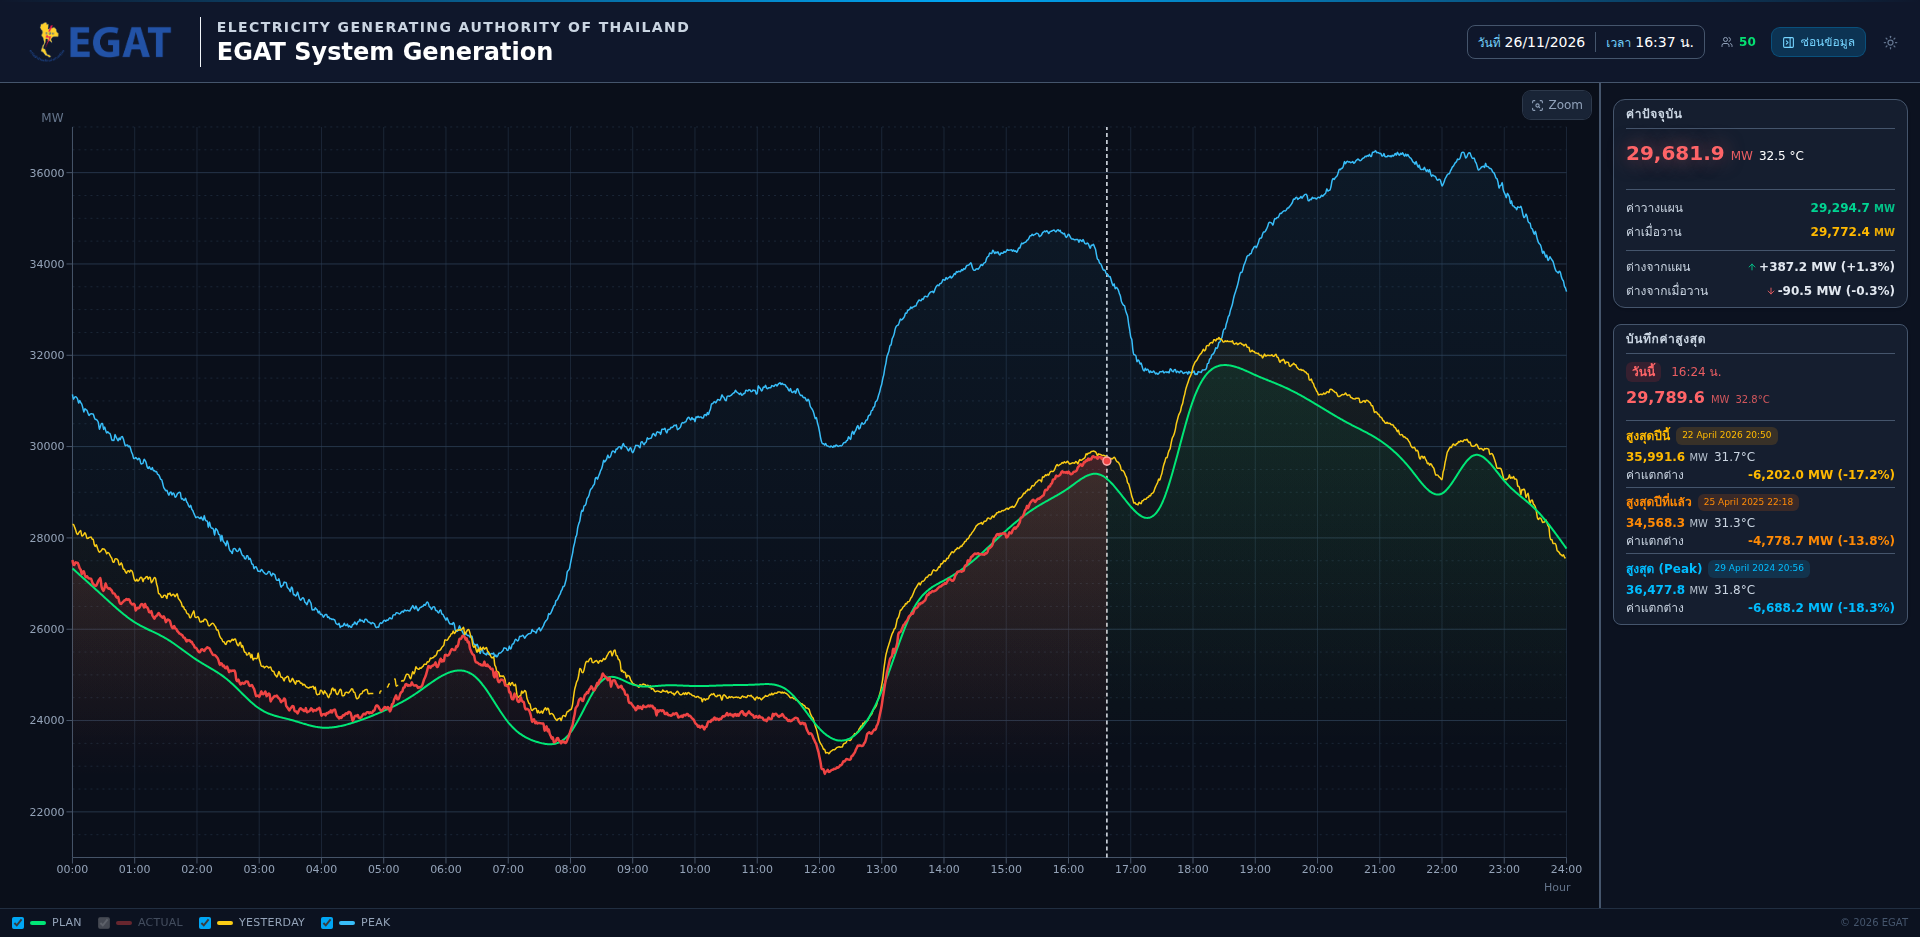 EGAT
ELECTRICITY GENERATING AUTHORITY OF THAILAND
EGAT System Generation
วันที่ 26/11/2026 เวลา 16:37 น.
50
ซ่อนข้อมูล
Zoom
MW
36000
34000
32000
30000
28000
26000
24000
22000
00:00 01:00 02:00 03:00 04:00 05:00 06:00 07:00 08:00 09:00 10:00 11:00 12:00 13:00 14:00 15:00 16:00 17:00 18:00 19:00 20:00 21:00 22:00 23:00 24:00
Hour
ค่าปัจจุบัน
29,681.9 MW 32.5 °C
ค่าวางแผน 29,294.7 MW
ค่าเมื่อวาน 29,772.4 MW
ต่างจากแผน ↑ +387.2 MW (+1.3%)
ต่างจากเมื่อวาน ↓ -90.5 MW (-0.3%)
บันทึกค่าสูงสุด
วันนี้ 16:24 น.
29,789.6 MW 32.8°C
สูงสุดปีนี้ 22 April 2026 20:50
35,991.6 MW 31.7°C
ค่าแตกต่าง -6,202.0 MW (-17.2%)
สูงสุดปีที่แล้ว 25 April 2025 22:18
34,568.3 MW 31.3°C
ค่าแตกต่าง -4,778.7 MW (-13.8%)
สูงสุด (Peak) 29 April 2024 20:56
36,477.8 MW 31.8°C
ค่าแตกต่าง -6,688.2 MW (-18.3%)
PLAN ACTUAL YESTERDAY PEAK
© 2026 EGAT